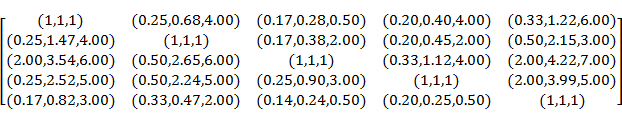 (1,1,1) (0.25,0.68,4.00) (0.17,0.28,0.50) (0.20,0.40,4.00) (0.33,1.22,6.00)
(0.25,1.47,4.00) (1,1,1) (0.17,0.38,2.00) (0.20,0.45,2.00) (0.50,2.15,3.00)
(2.00,3.54,6.00) (0.50,2.65,6.00) (1,1,1) (0.33,1.12,4.00) (2.00,4.22,7.00)
(0.25,2.52,5.00) (0.50,2.24,5.00) (0.25,0.90,3.00) (1,1,1) (2.00,3.99,5.00)
(0.17,0.82,3.00) (0.33,0.47,2.00) (0.14,0.24,0.50) (0.20,0.25,0.50) (1,1,1)